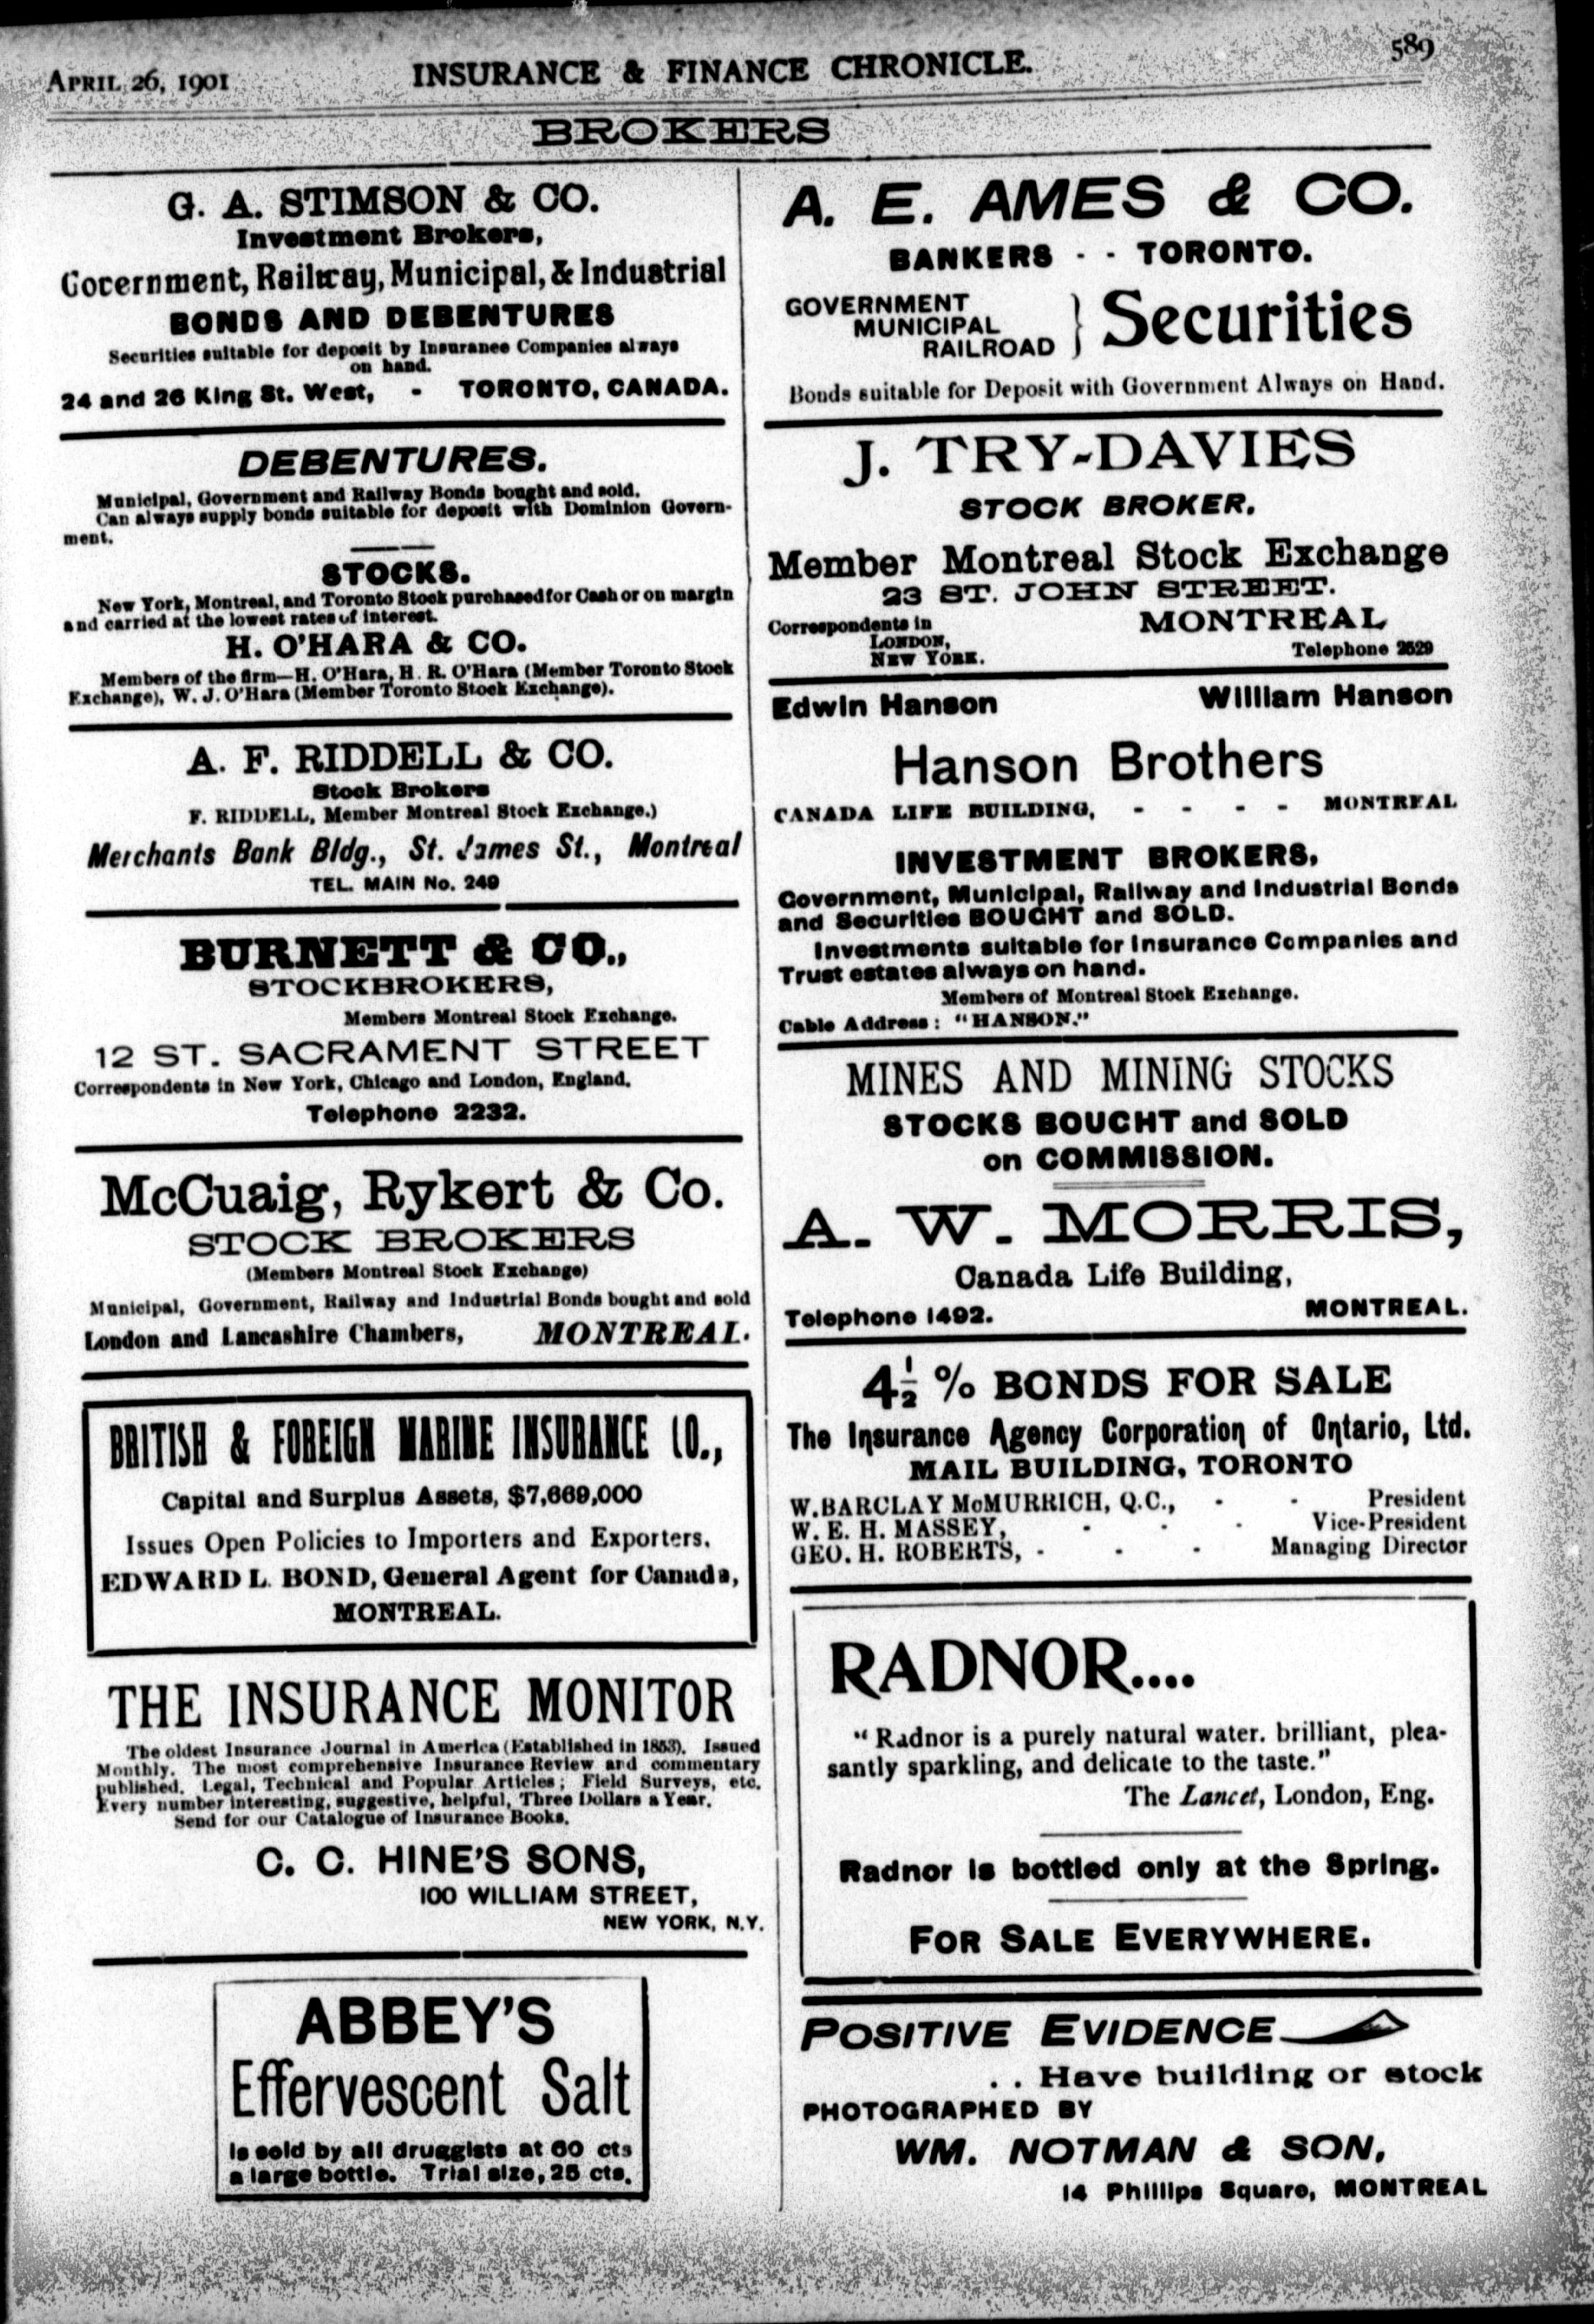 APRIL 26, 1901
INSURANCE & FINANCE CHRONICLE.
589
BROKERS
G. A. STIMSON & CO.
Investment Brokers,
Government, Railway, Municipal, & Industrial
BONDS AND DEBENTURES
Securities suitable for deposit by Insurance Companies always
on hand.
24 and 26 King St. West, - TORONTO, CANADA.
DEBENTURES.
Municipal, Government and Railway Bonds bought and sold.
Can always supply bonds suitable for deposit with Dominion Govern-
ment.
STOCKS.
New York, Montreal, and Toronto Stock purchased for Cash or on margin
and carried at the lowest rates of interest.
H. O'HARA & CO.
Members of the firm—H. O'Hara, H. R. O'Hara (Member Toronto Stock
Exchange), W. J. O'Hara (Member Toronto Stock Exchange).
A. F. RIDDELL & CO.
Stock Brokers
F. RIDDELL, Member Montreal Stock Exchange.)
Merchants Bank Bldg., St. James St., Montreal
TEL. MAIN No. 249
BURNETT & CO.,
STOCKBROKERS,
Members Montreal Stock Exchange.
12 ST. SACRAMENT STREET
Correspondents in New York, Chicago and London, England.
Telephone 2232.
McCuaig, Rykert & Co.
STOCK BROKERS
(Members Montreal Stock Exchange)
Municipal, Government, Railway and Industrial Bonds bought and sold
London and Lancashire Chambers, MONTREAL.
BRITISH & FOREIGN MARINE INSURANCE CO.,
Capital and Surplus Assets, $7,669,000
Issues Open Policies to Importers and Exporters.
EDWARD L. BOND, General Agent for Canada,
MONTREAL.
THE INSURANCE MONITOR
The oldest Insurance Journal in America (Established in 1853). Issued
Monthly. The most comprehensive Insurance Review and commentary
published. Legal, Technical and Popular Articles; Field Surveys, etc.
Every number interesting, suggestive, helpful, Three Dollars a Year.
Send for our Catalogue of Insurance Books.
C. C. HINE'S SONS,
100 WILLIAM STREET,
NEW YORK, N.Y.
ABBEY'S
Effervescent Salt
Is sold by all druggists at 60 cts
a large bottle. Trial size, 25 cts.
A. E. AMES & CO.
BANKERS - - TORONTO.
GOVERNMENT
MUNICIPAL
RAILROAD } Securities
Bonds suitable for Deposit with Government Always on Hand.
J. TRY-DAVIES
STOCK BROKER.
Member Montreal Stock Exchange
23 ST. JOHN STREET.
Correspondents in MONTREAL
LONDON,
NEW YORK. Telephone 2529
Edwin Hanson William Hanson
Hanson Brothers
CANADA LIFE BUILDING, - - - - MONTREAL
INVESTMENT BROKERS,
Government, Municipal, Railway and Industrial Bonds
and Securities BOUGHT and SOLD.
Investments suitable for Insurance Companies and
Trust estates always on hand.
Members of Montreal Stock Exchange.
Cable Address: "HANSON."
MINES AND MINING STOCKS
STOCKS BOUGHT and SOLD
on COMMISSION.
A. W. MORRIS,
Canada Life Building,
Telephone 1492. MONTREAL.
4½ % BONDS FOR SALE
The Insurance Agency Corporation of Ontario, Ltd.
MAIL BUILDING, TORONTO
W. BARCLAY McMURRICH, Q.C., - - President
W. E. H. MASSEY, - - - Vice-President
GEO. H. ROBERTS, - - - Managing Director
RADNOR....
"Radnor is a purely natural water. brilliant, plea-
santly sparkling, and delicate to the taste."
The Lancet, London, Eng.
Radnor is bottled only at the Spring.
FOR SALE EVERYWHERE.
POSITIVE EVIDENCE
. . Have building or stock
PHOTOGRAPHED BY
WM. NOTMAN & SON,
14 Phillips Square, MONTREAL